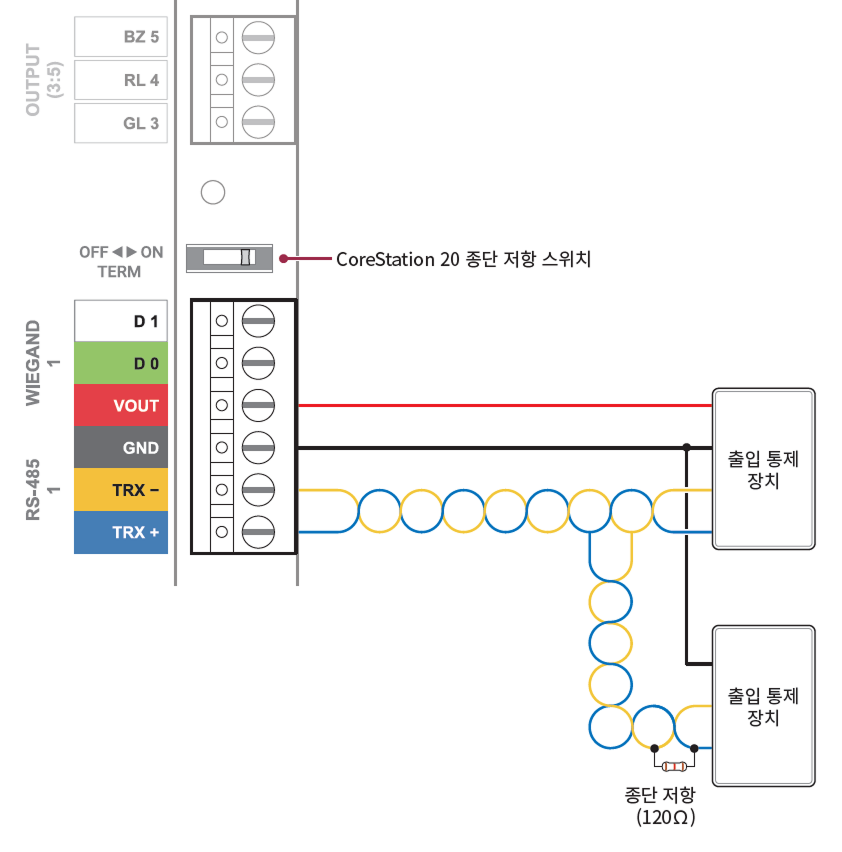 OUTPUT
(3:5)
BZ 5
RL 4
GL 3
OFF ◀▶ ON
TERM
CoreStation 20 종단 저항 스위치
WIEGAND
1
D 1
D 0
VOUT
GND
RS-485
1
TRX −
TRX +
출입 통제
장치
출입 통제
장치
종단 저항
(120Ω)